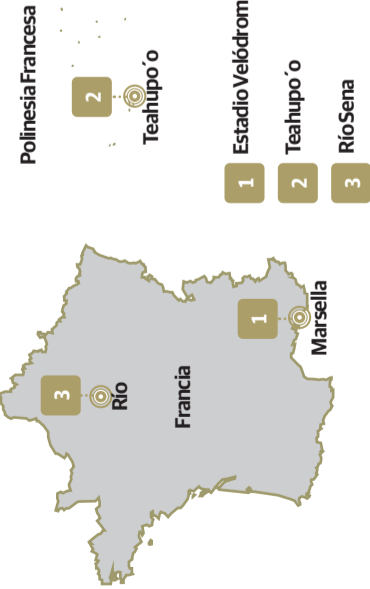 Polinesia Francesa
2
Teahupo´o
3
Río
Francia
1
Marsella
1 Estadio Velódrom
2 Teahupo´o
3 Río Sena